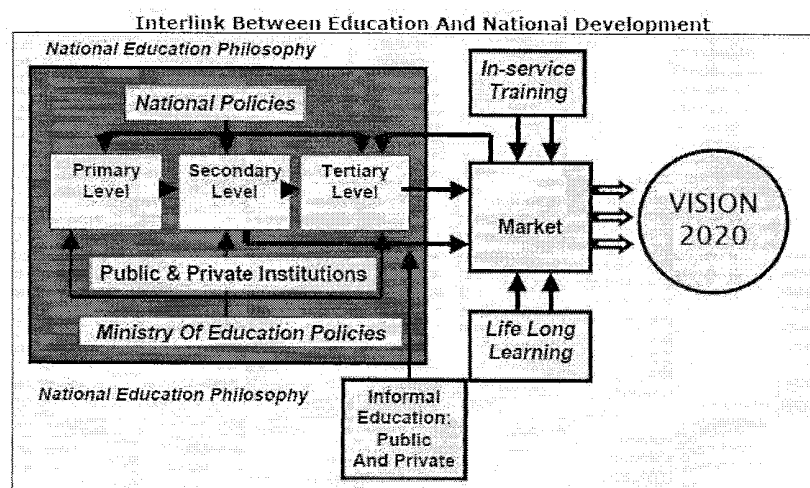 Interlink Between Education And National Development
National Education Philosophy
National Policies
In-service
Training
Primary
Level
Secondary
Level
Tertiary
Level
Market
VISION
2020
Public & Private Institutions
Ministry Of Education Policies
Life Long
Learning
National Education Philosophy
Informal
Education:
Public
And Private